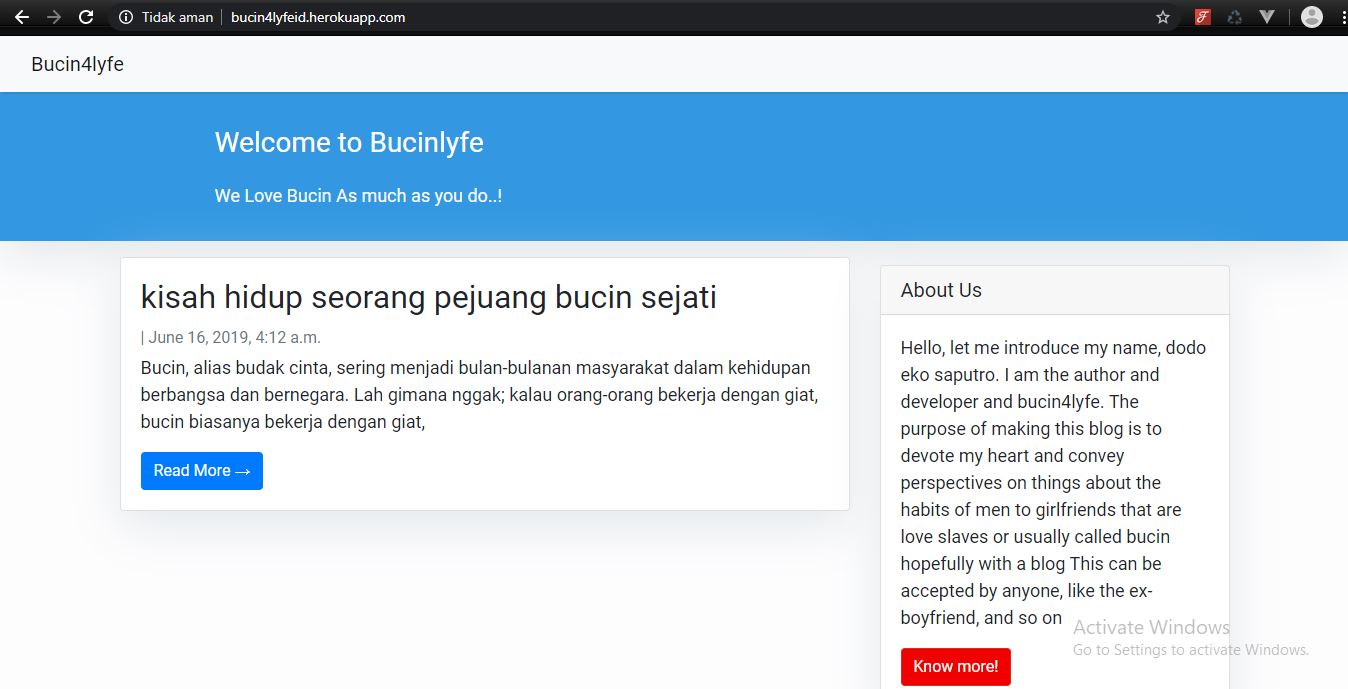 Tidak aman
bucin4lyfeid.herokuapp.com
Bucin4lyfe
Welcome to Bucinlyfe
We Love Bucin As much as you do..!
kisah hidup seorang pejuang bucin sejati
| June 16, 2019, 4:12 a.m.
Bucin, alias budak cinta, sering menjadi bulan-bulanan masyarakat dalam kehidupan
berbangsa dan bernegara. Lah gimana nggak; kalau orang-orang bekerja dengan giat,
bucin biasanya bekerja dengan giat,
Read More →
About Us
Hello, let me introduce my name, dodo
eko saputro. I am the author and
developer and bucin4lyfe. The
purpose of making this blog is to
devote my heart and convey
perspectives on things about the
habits of men to girlfriends that are
love slaves or usually called bucin
hopefully with a blog This can be
accepted by anyone, like the ex-
boyfriend, and so on
Know more!
Activate Windows
Go to Settings to activate Windows.